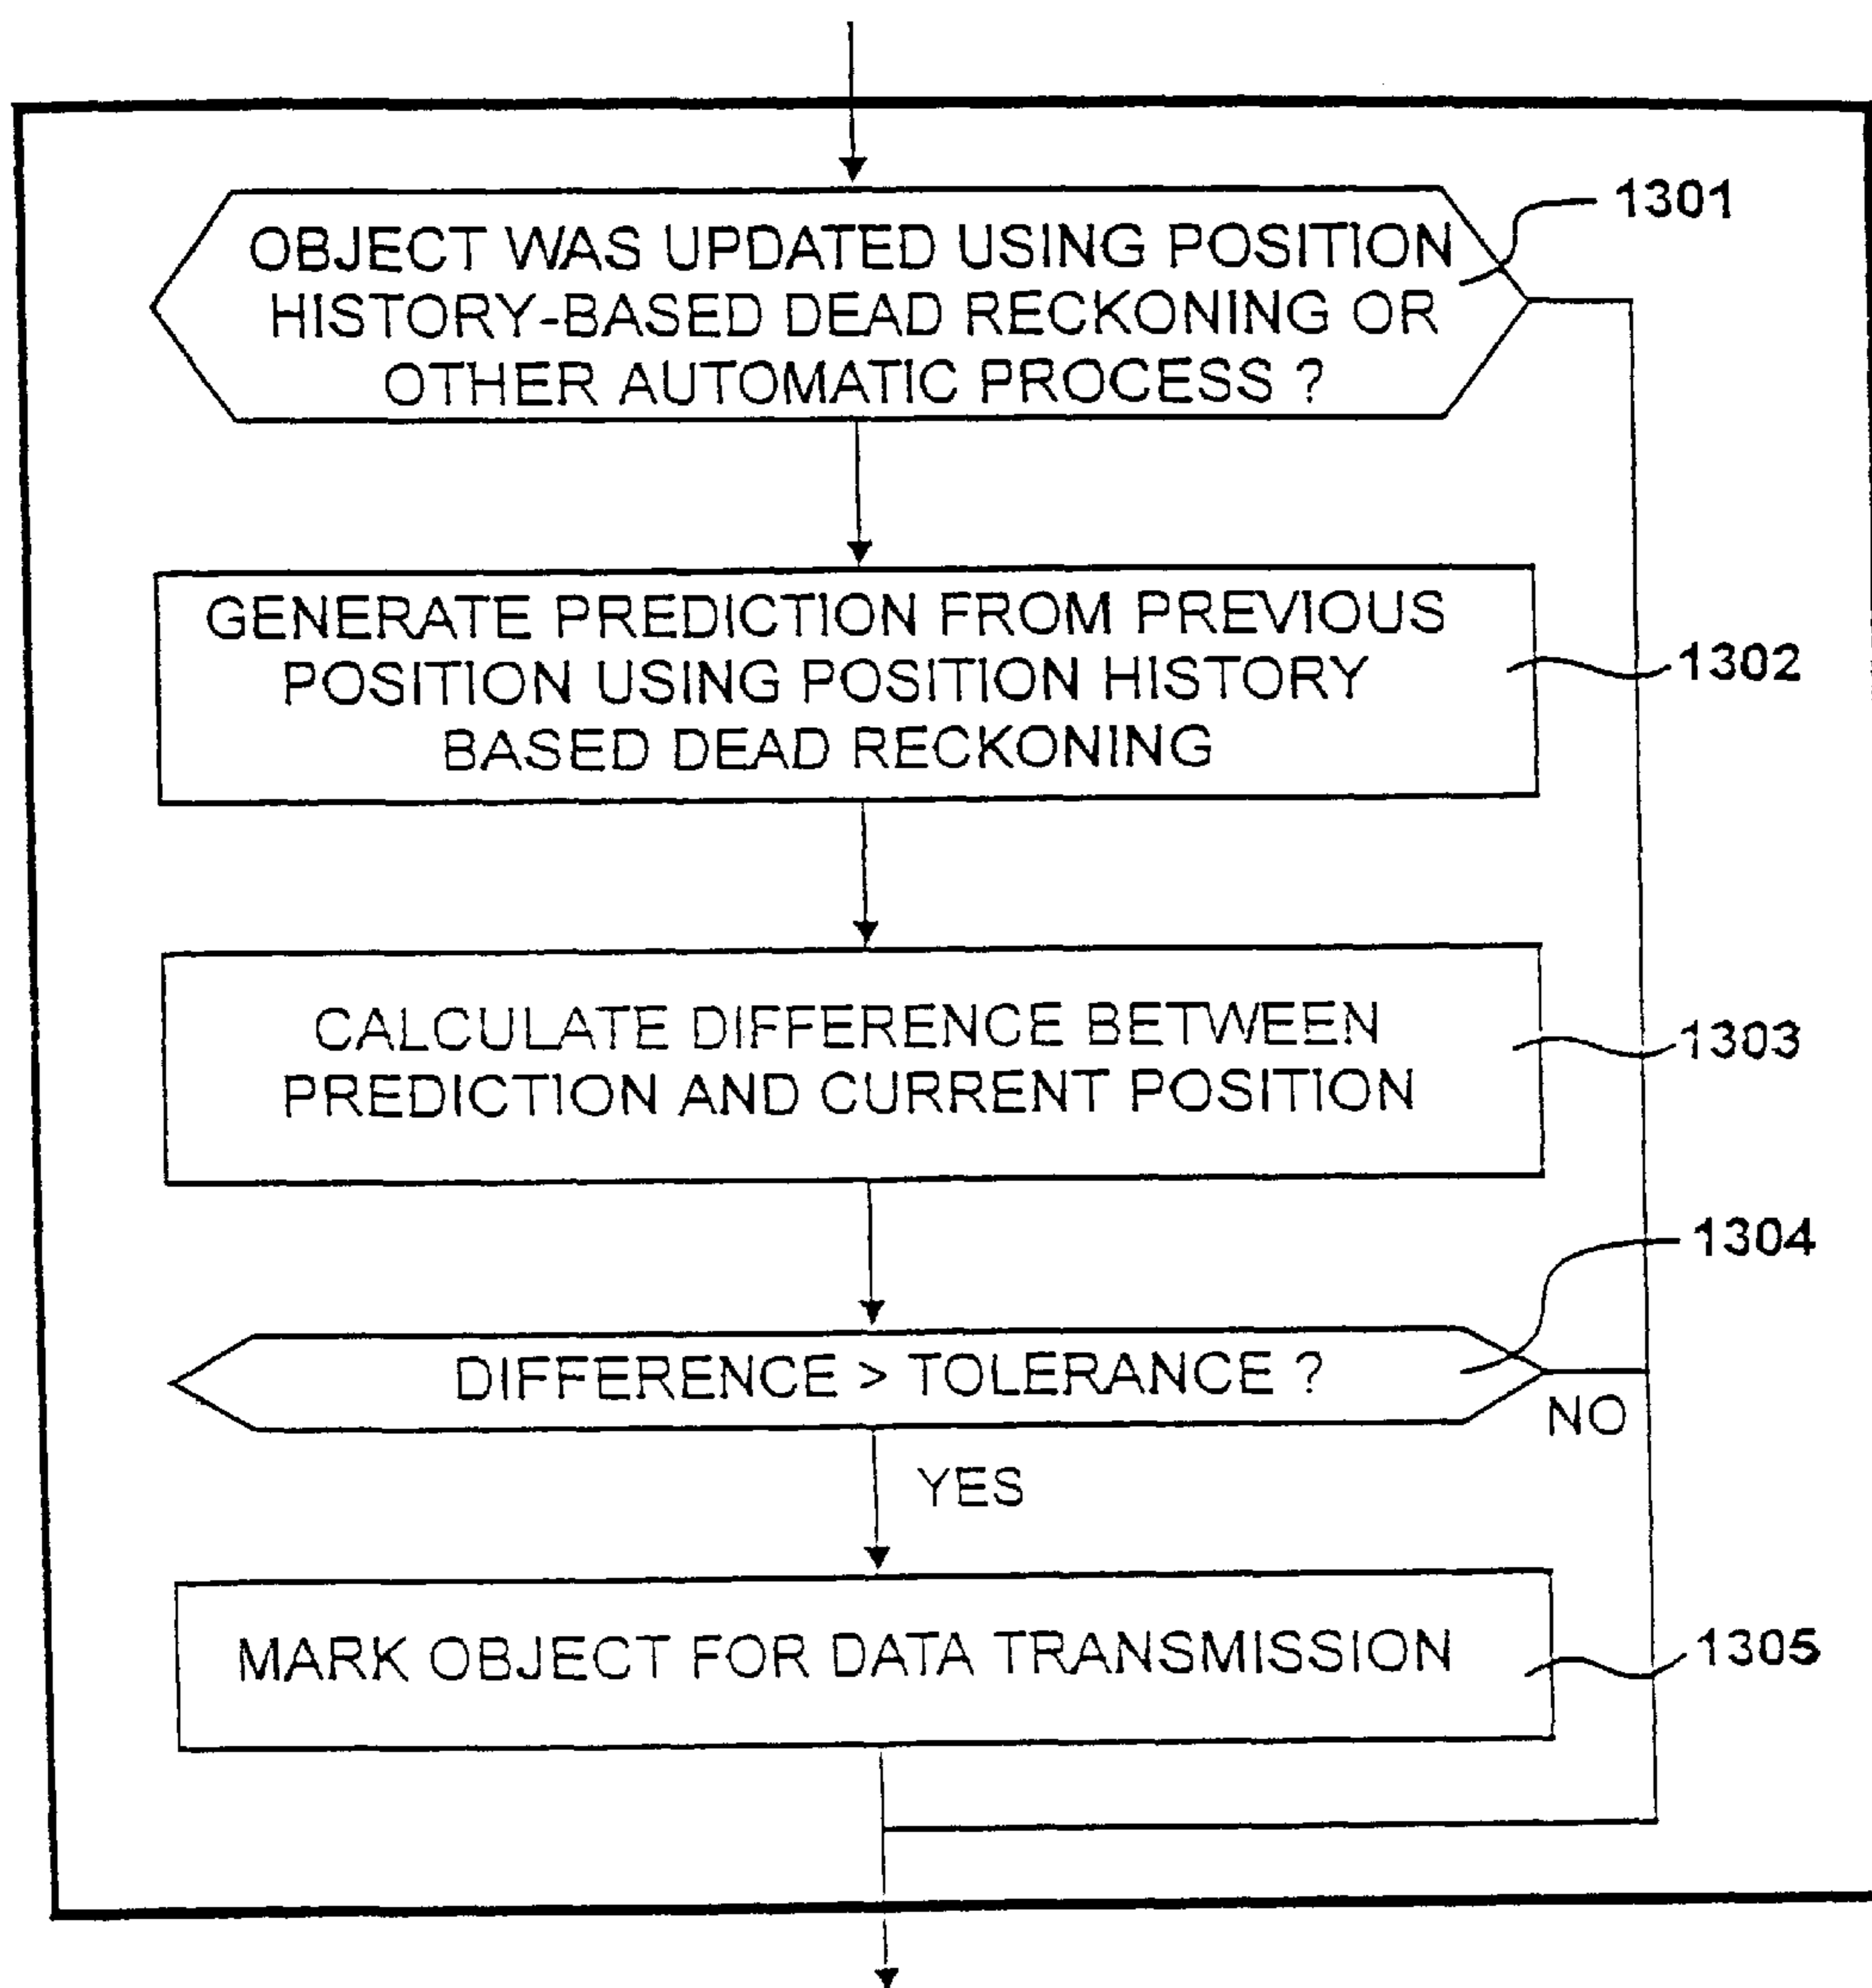 OBJECT WAS UPDATED USING POSITION
HISTORY-BASED DEAD RECKONING OR
OTHER AUTOMATIC PROCESS ?
1301
GENERATE PREDICTION FROM PREVIOUS
POSITION USING POSITION HISTORY
BASED DEAD RECKONING
1302
CALCULATE DIFFERENCE BETWEEN
PREDICTION AND CURRENT POSITION
1303
1304
DIFFERENCE > TOLERANCE ?
NO
YES
MARK OBJECT FOR DATA TRANSMISSION
1305